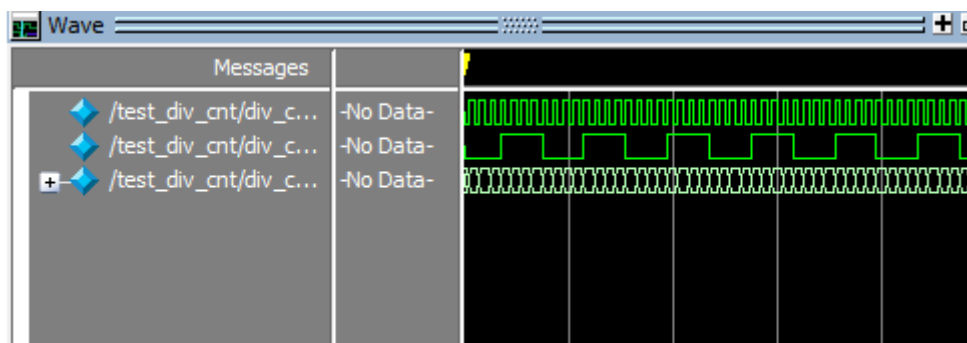 Wave
Messages
/test_div_cnt/div_c... -No Data-
/test_div_cnt/div_c... -No Data-
/test_div_cnt/div_c... -No Data-